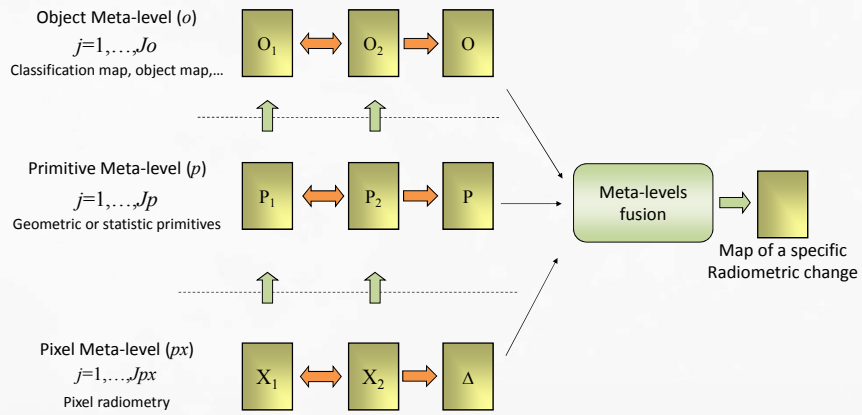 Object Meta-level (o)
j=1,…,Jo
Classification map, object map,…
O₁ O₂ O
Primitive Meta-level (p)
j=1,…,Jp
Geometric or statistic primitives
P₁ P₂ P
Meta-levels
fusion
Map of a specific
Radiometric change
Pixel Meta-level (px)
j=1,…,Jpx
Pixel radiometry
X₁ X₂ Δ